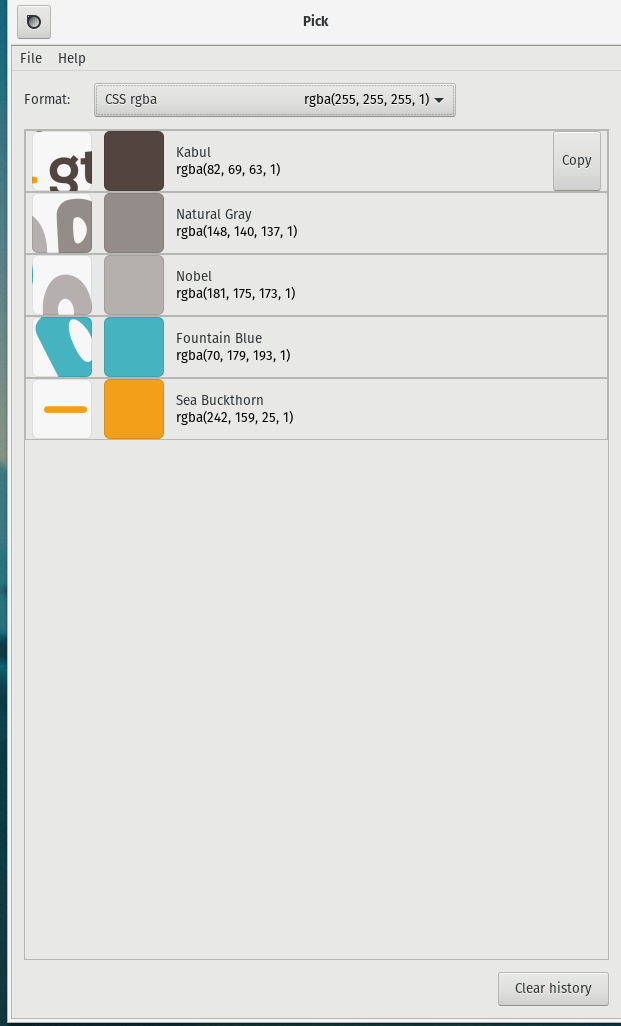 Pick
File Help
Format: CSS rgba rgba(255, 255, 255, 1)
gt
Kabul
rgba(82, 69, 63, 1)
Copy
Natural Gray
rgba(148, 140, 137, 1)
Nobel
rgba(181, 175, 173, 1)
Fountain Blue
rgba(70, 179, 193, 1)
Sea Buckthorn
rgba(242, 159, 25, 1)
Clear history